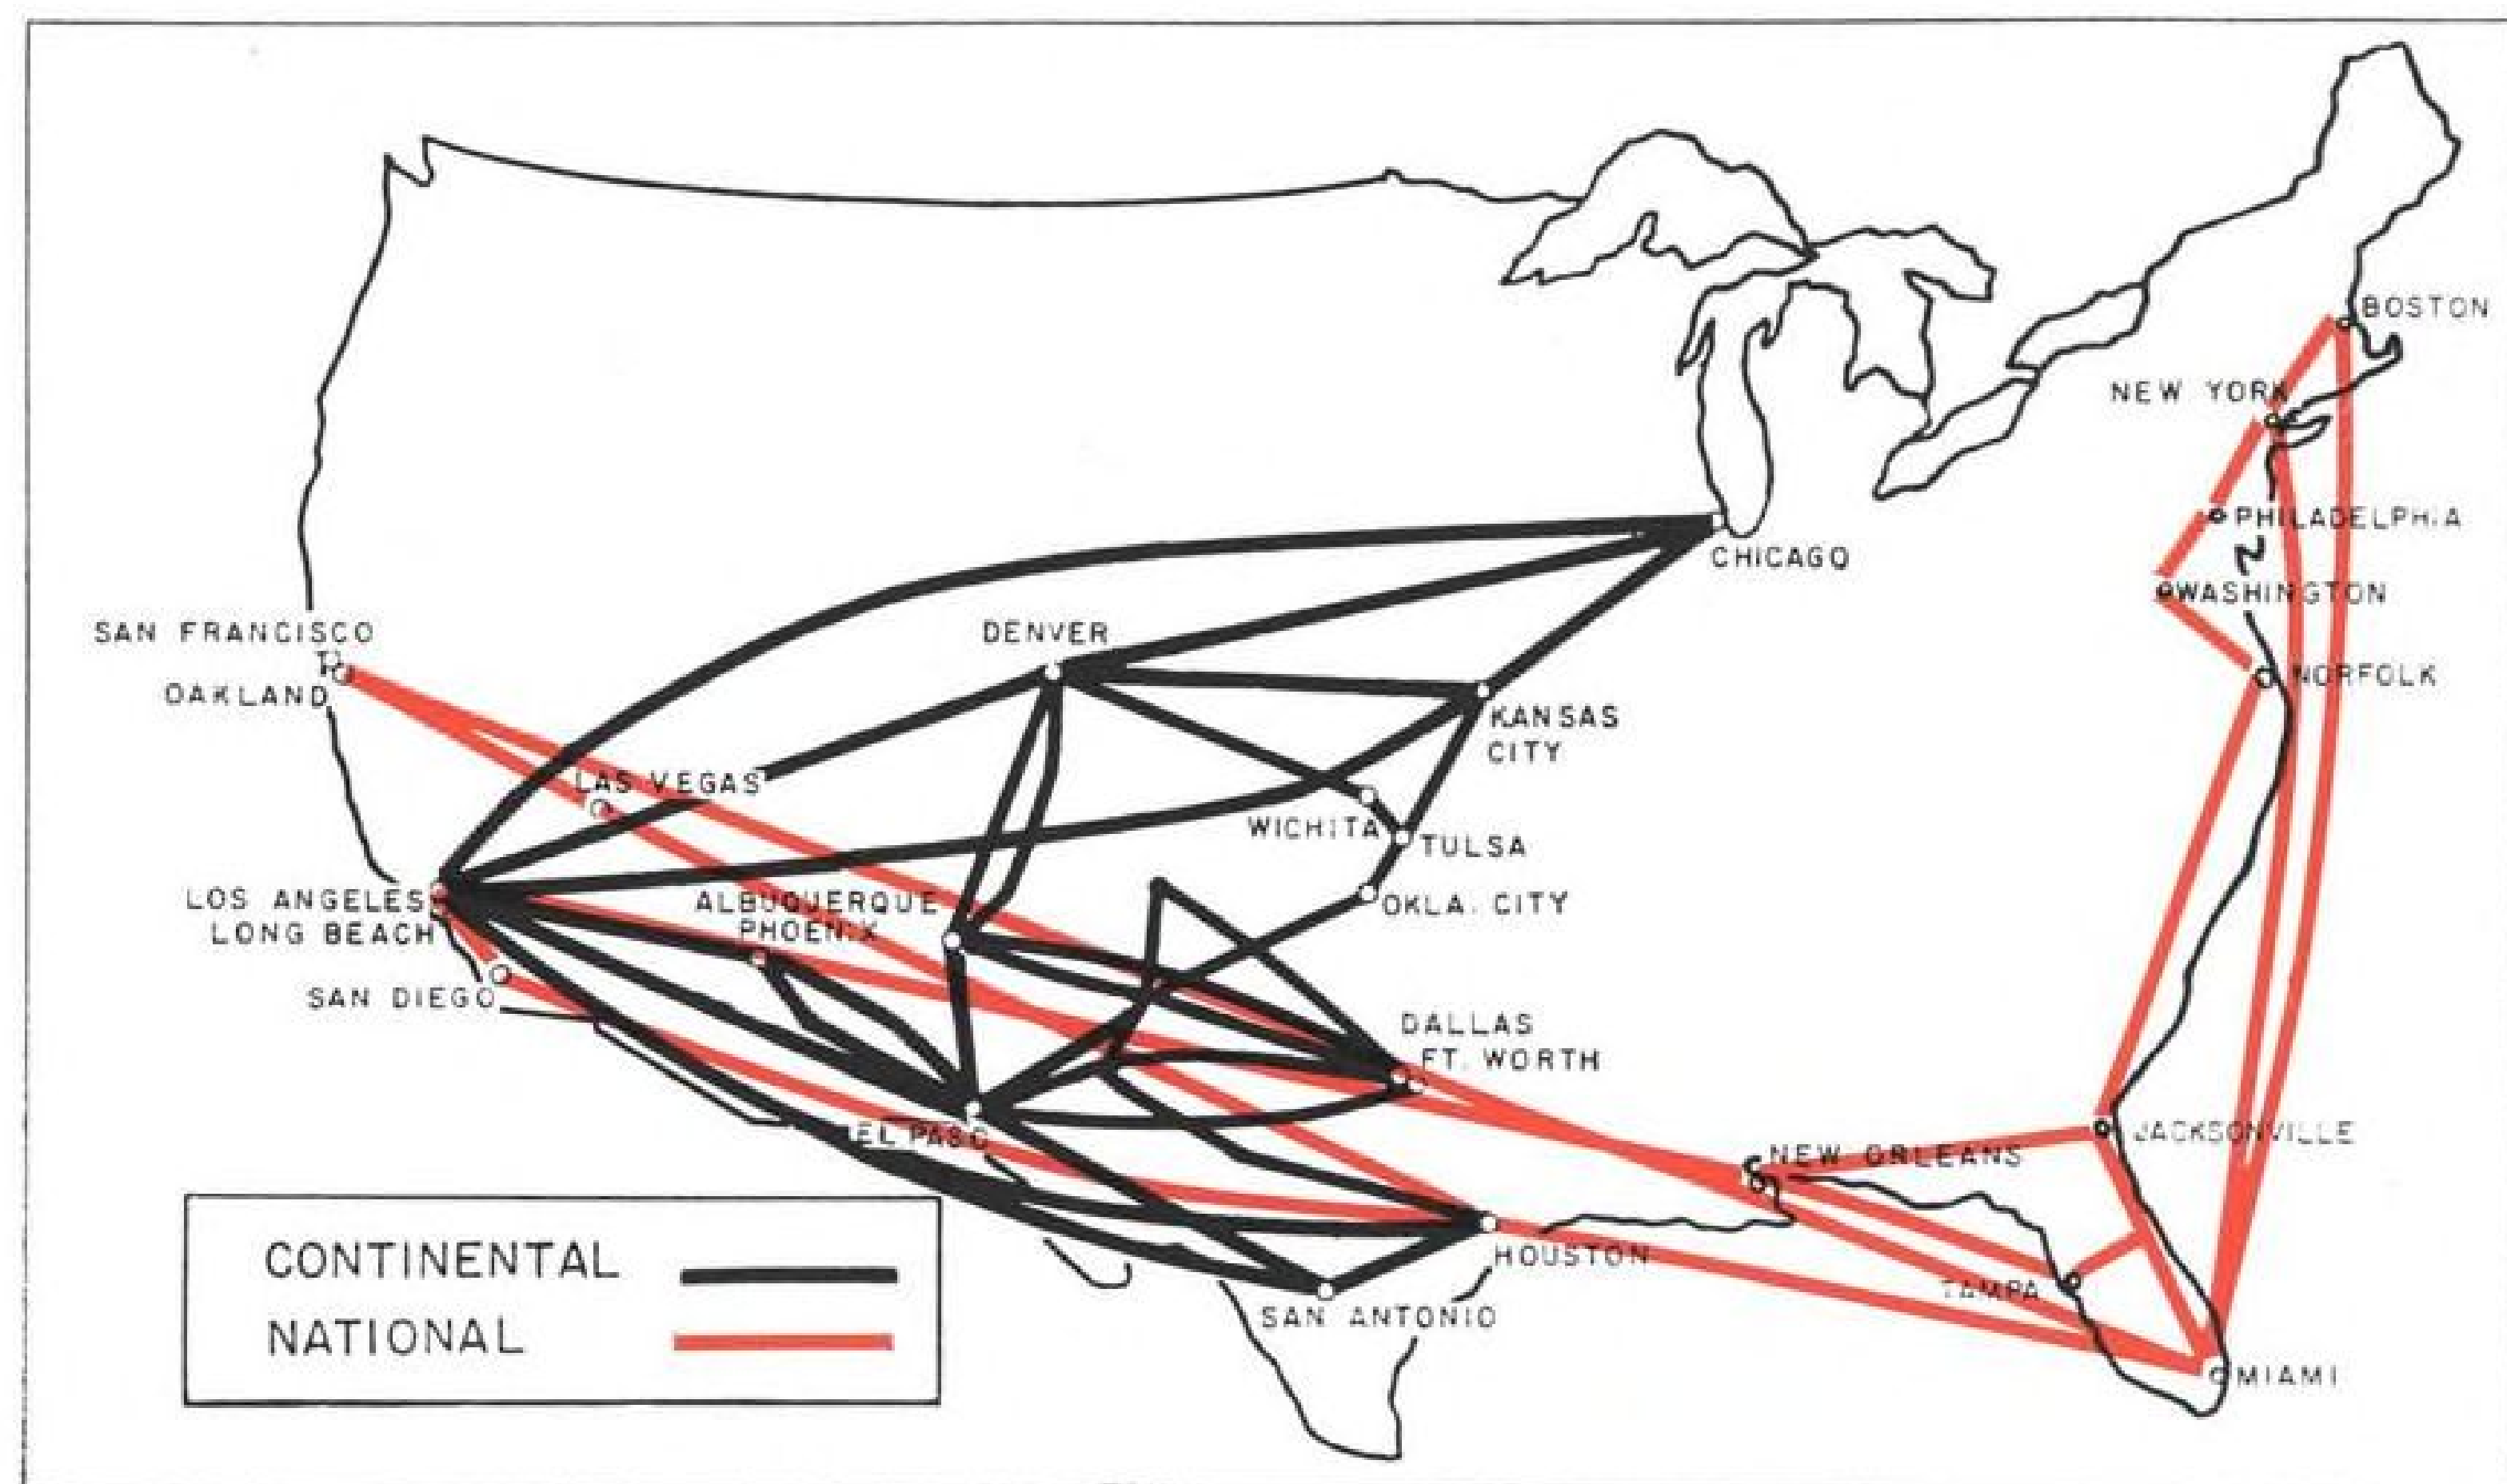 BOSTON
NEW YORK
PHILADELPHIA
CHICAGO
WASHINGTON
SAN FRANCISCO
DENVER
OAKLAND
NORFOLK
KANSAS
CITY
LAS VEGAS
WICHITA
TULSA
LOS ANGELES
ALBUQUERQUE
OKLA. CITY
LONG BEACH
PHOENIX
SAN DIEGO
DALLAS
FT. WORTH
EL PASO
JACKSONVILLE
NEW ORLEANS
HOUSTON
TAMPA
SAN ANTONIO
MIAMI
CONTINENTAL
NATIONAL